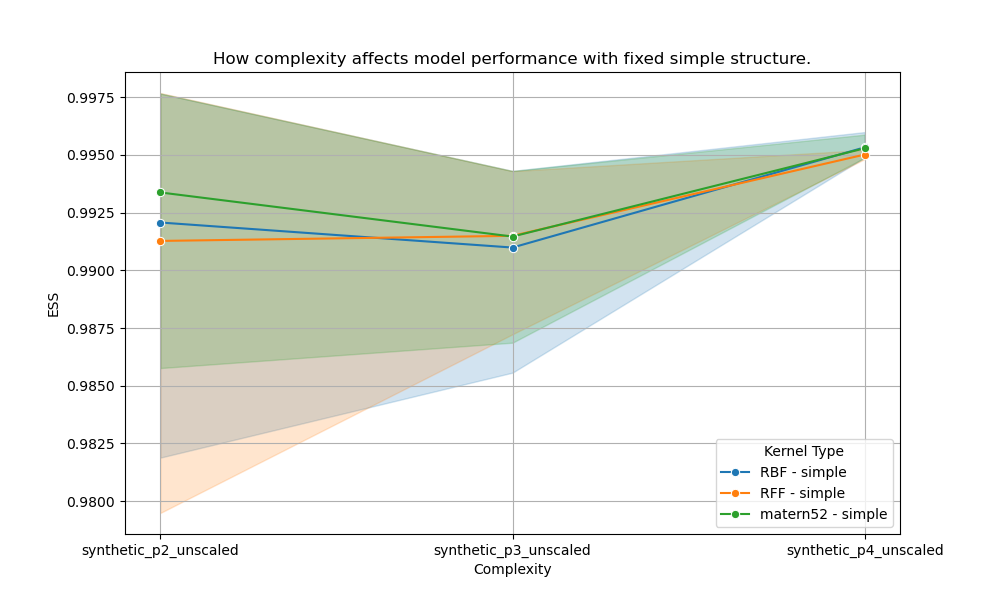 How complexity affects model performance with fixed simple structure.
ESS
0.9975
0.9950
0.9925
0.9900
0.9875
0.9850
0.9825
0.9800
Kernel Type
RBF - simple
RFF - simple
matern52 - simple
synthetic_p2_unscaled
synthetic_p3_unscaled
synthetic_p4_unscaled
Complexity